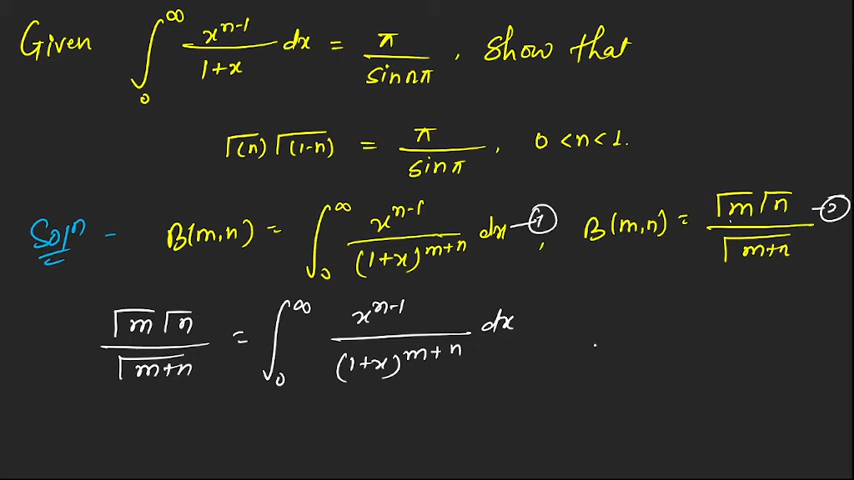 Given ∫₀^∞ x^(n-1)/(1+x) dx = π/sin nπ, Show that
Γ(n) Γ(1-n) = π/sin π, 0 < n < 1.
Solⁿ - B(m,n) = ∫₀^∞ x^(n-1)/(1+x)^(m+n) dx —①, B(m,n) = Γm Γn/Γm+n —②
Γm Γn/Γm+n = ∫₀^∞ x^(n-1)/(1+x)^(m+n) dx